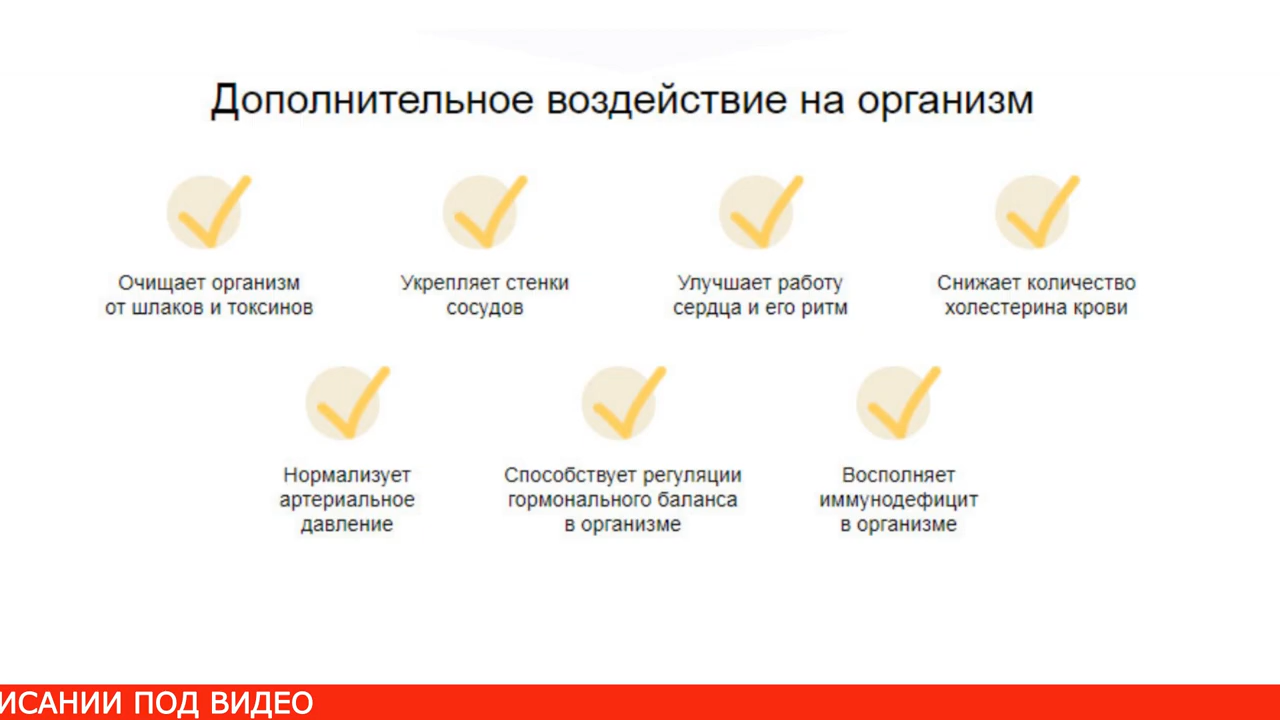 Дополнительное воздействие на организм
Очищает организм
от шлаков и токсинов
Укрепляет стенки
сосудов
Улучшает работу
сердца и его ритм
Снижает количество
холестерина крови
Нормализует
артериальное
давление
Способствует регуляции
гормонального баланса
в организме
Восполняет
иммунодефицит
в организме
ИСАНИИ ПОД ВИДЕО